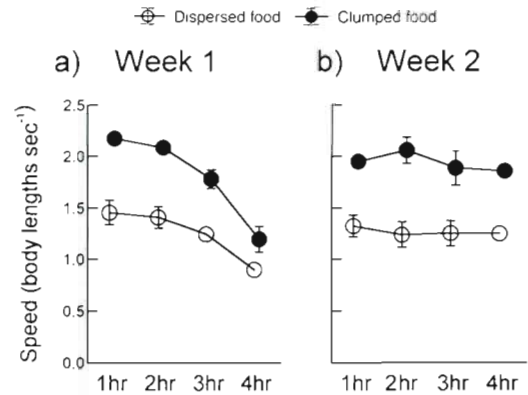 Dispersed food Clumped food
a) Week 1 b) Week 2
Speed (body lengths sec⁻¹)
2.5
2.0
1.5
1.0
0.5
0.0
1hr 2hr 3hr 4hr 1hr 2hr 3hr 4hr